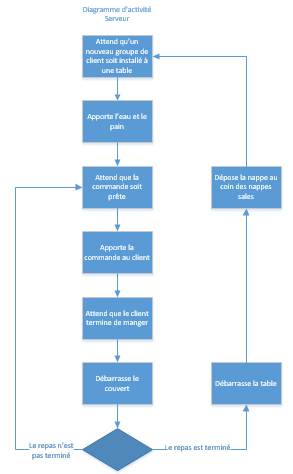 Diagramme d'activité
Serveur
Attend qu'un
nouveau groupe de
client soit installé à
une table
Apporte l'eau et le
pain
Attend que la
commande soit
prête
Apporte la
commande au client
Attend que le client
termine de manger
Débarrasse le
couvert
Le repas n'est
pas terminé
Le repas est terminé
Débarrasse la table
Dépose la nappe au
coin des nappes
sales